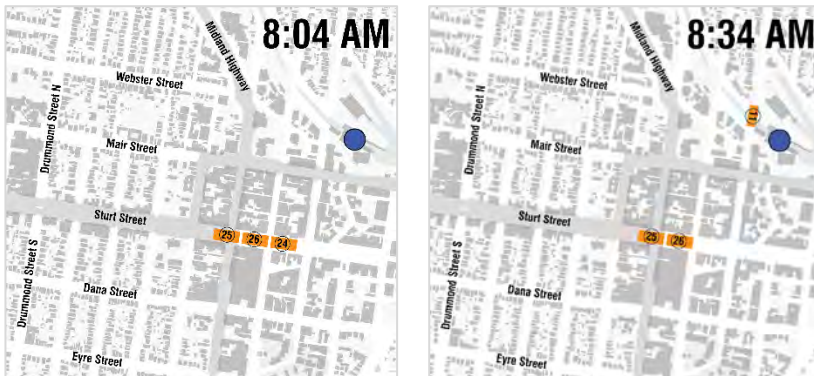 8:04 AM
Midland Highway
Webster Street
Drummond Street N
Mair Street
Sturt Street
25 26 24
Drummond Street S
Dana Street
Eyre Street
8:34 AM
Midland Highway
Webster Street
Drummond Street N
11
Mair Street
Sturt Street
25 26
Drummond Street S
Dana Street
Eyre Street